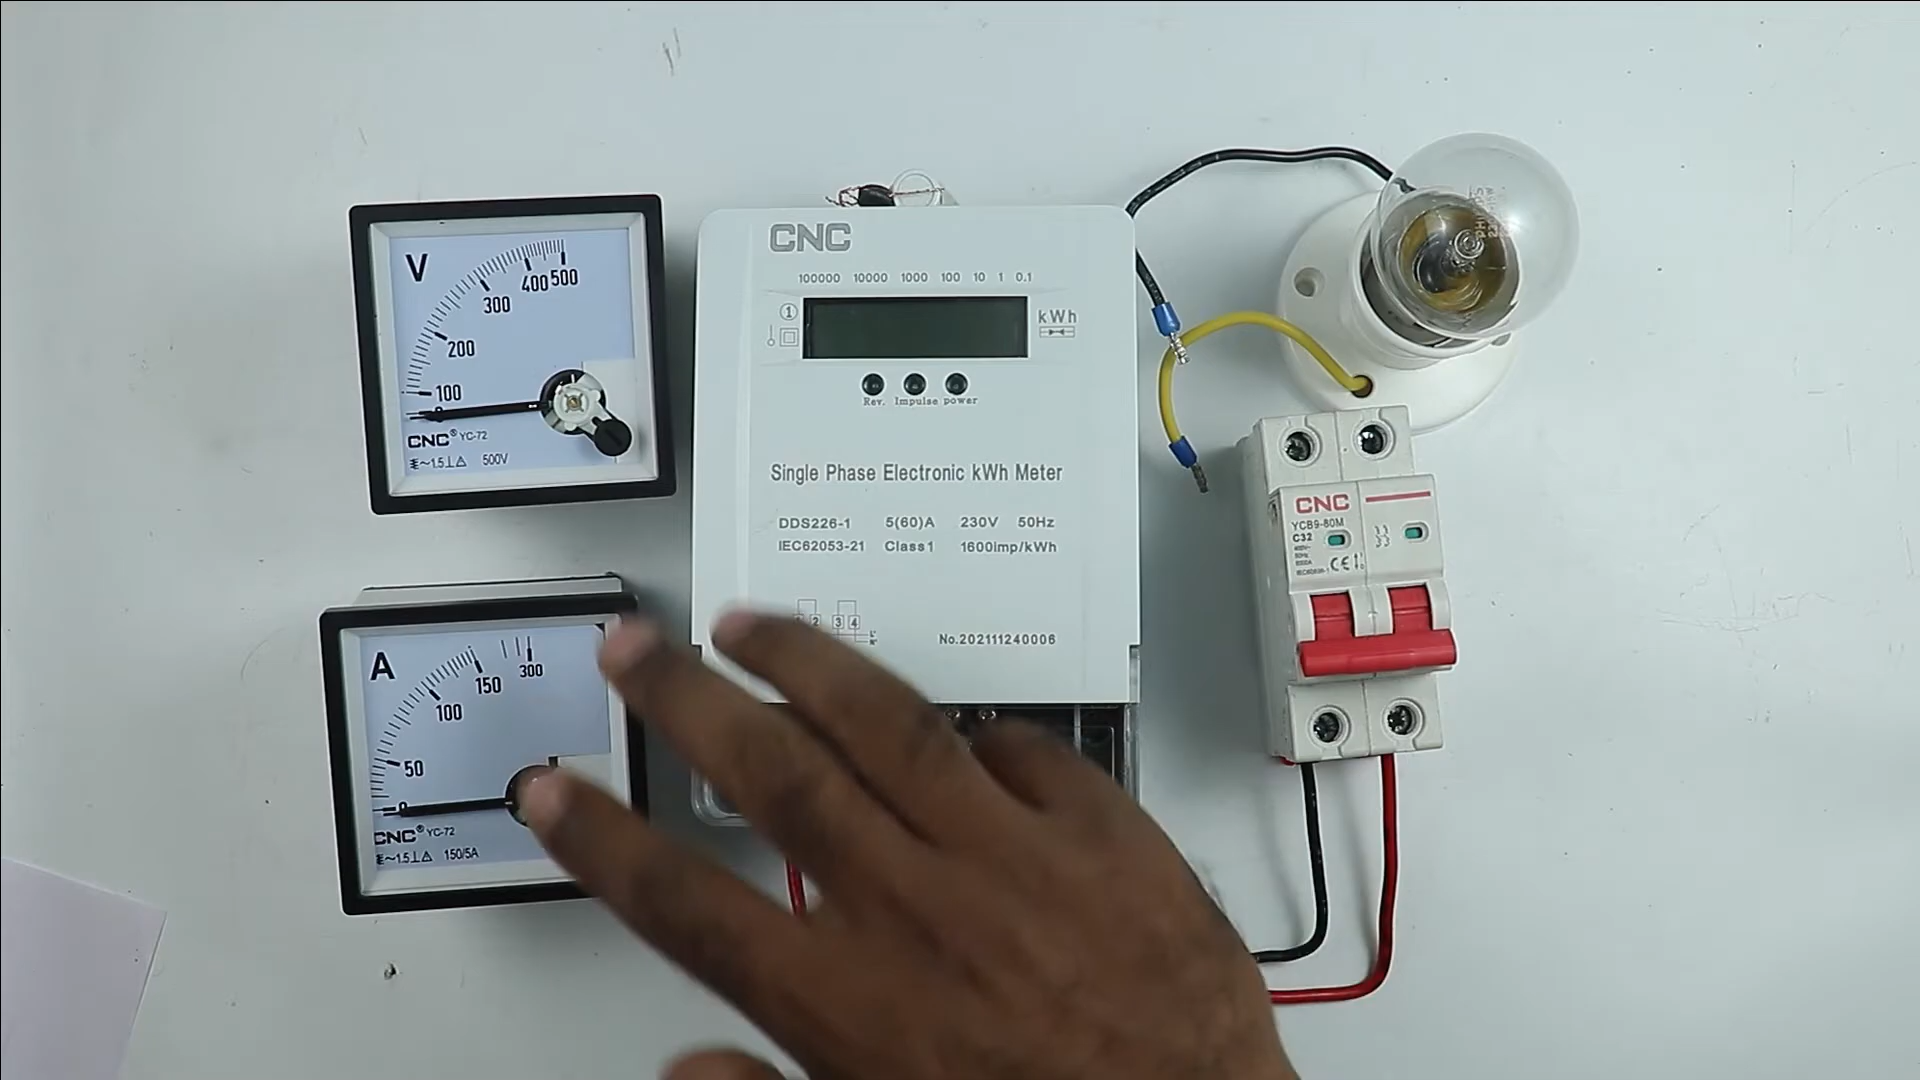 V
100
200
300
400
500
0
CNC® YC-72
1.5 500V
A
0
50
100
150
300
CNC® YC-72
1.5 150/5A
CNC
100000 10000 1000 100 10 1 0.1
1
kWh
Rev. Impulse power
Single Phase Electronic kWh Meter
DDS226-1 5(60)A 230V 50Hz
IEC62053-21 Class1 1600imp/kWh
2 3 4
No.202111240006
CNC
YCB9-80M
C32
CE